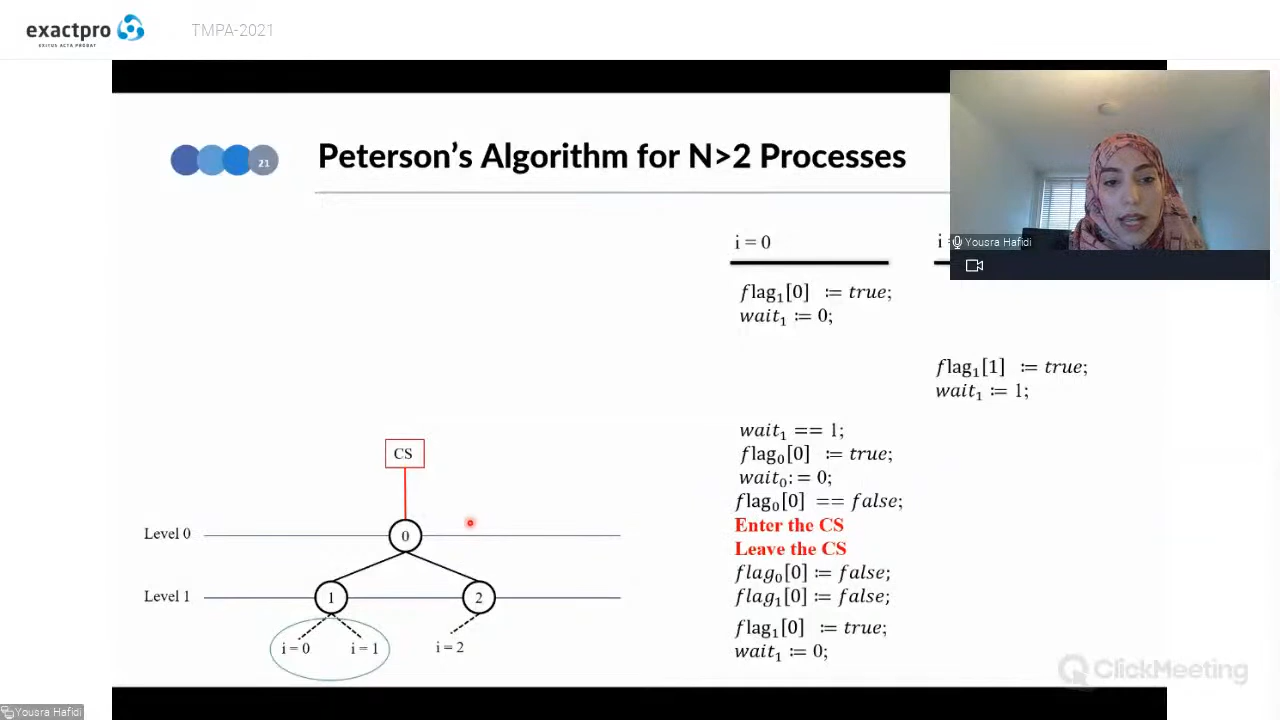 exactpro
EXITUS ACTA PROBAT
TMPA-2021
21
Peterson's Algorithm for N>2 Processes
i = 0
i
Yousra Hafidi
flag₁[0] := true;
wait₁ := 0;
flag₁[1] := true;
wait₁ := 1;
wait₁ == 1;
flag₀[0] := true;
wait₀:= 0;
flag₀[0] == false;
Enter the CS
Leave the CS
flag₀[0] := false;
flag₁[0] := false;
flag₁[0] := true;
wait₁ := 0;
CS
Level 0
0
Level 1
1
2
i = 0
i = 1
i = 2
ClickMeeting
Yousra Hafidi